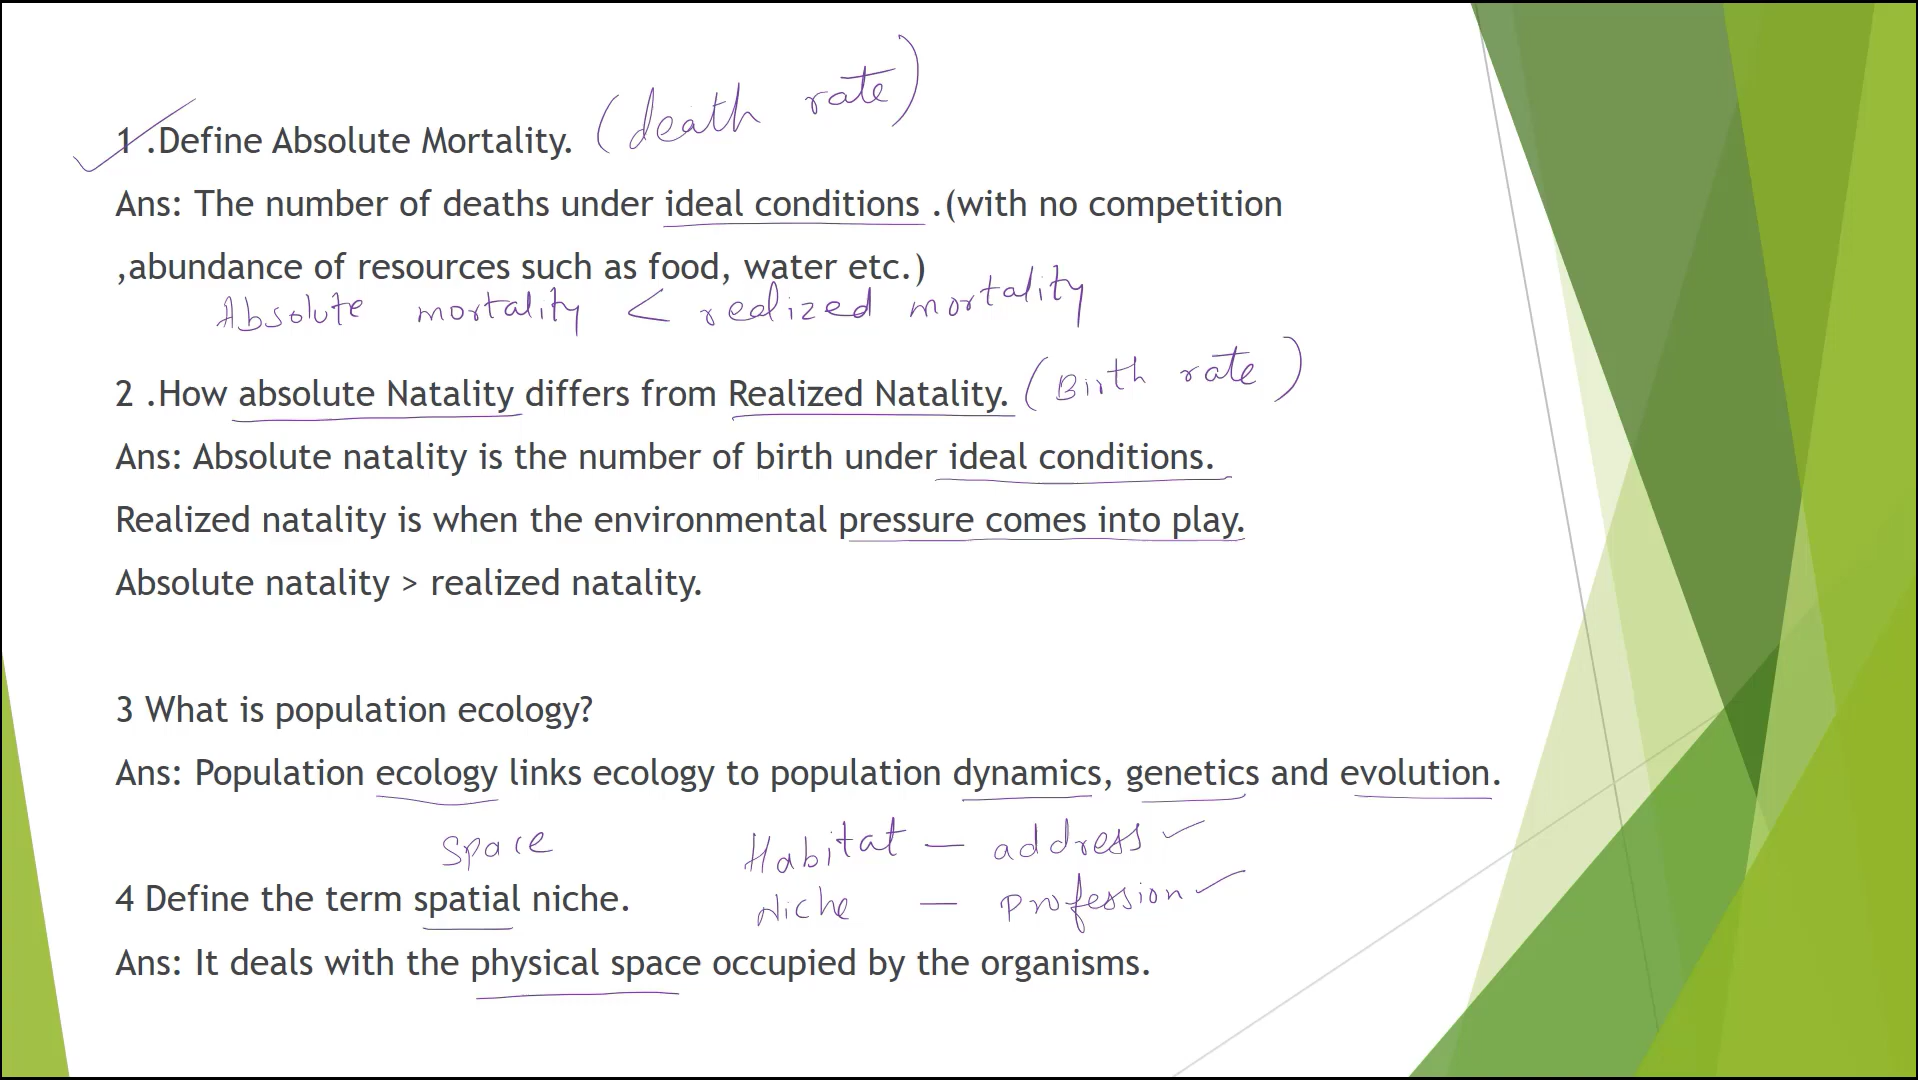 (death rate)
1 .Define Absolute Mortality.
Ans: The number of deaths under ideal conditions .(with no competition
,abundance of resources such as food, water etc.)
Absolute mortality < realized mortality
2 .How absolute Natality differs from Realized Natality. (Birth rate)
Ans: Absolute natality is the number of birth under ideal conditions.
Realized natality is when the environmental pressure comes into play.
Absolute natality > realized natality.
3 What is population ecology?
Ans: Population ecology links ecology to population dynamics, genetics and evolution.
Space Habitat — address
4 Define the term spatial niche. Niche — Profession
Ans: It deals with the physical space occupied by the organisms.